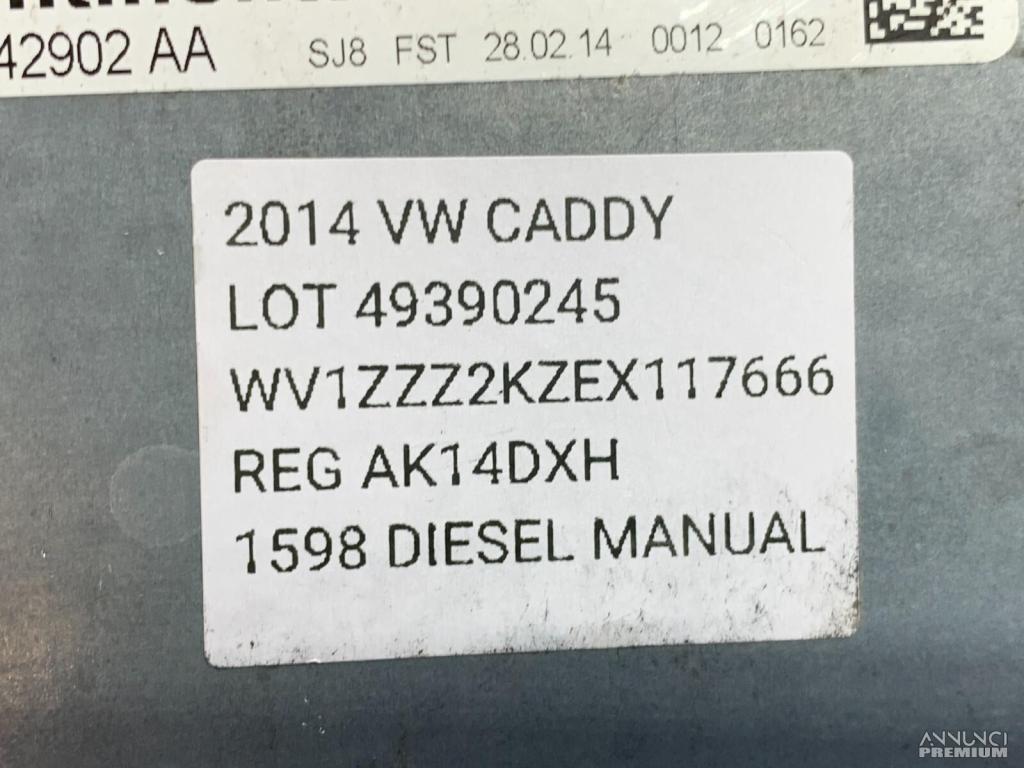 42902 AA
SJ8 FST 28.02.14 0012 0162
2014 VW CADDY
LOT 49390245
WV1ZZZ2KZEX117666
REG AK14DXH
1598 DIESEL MANUAL
ANNUNCI
PREMIUM